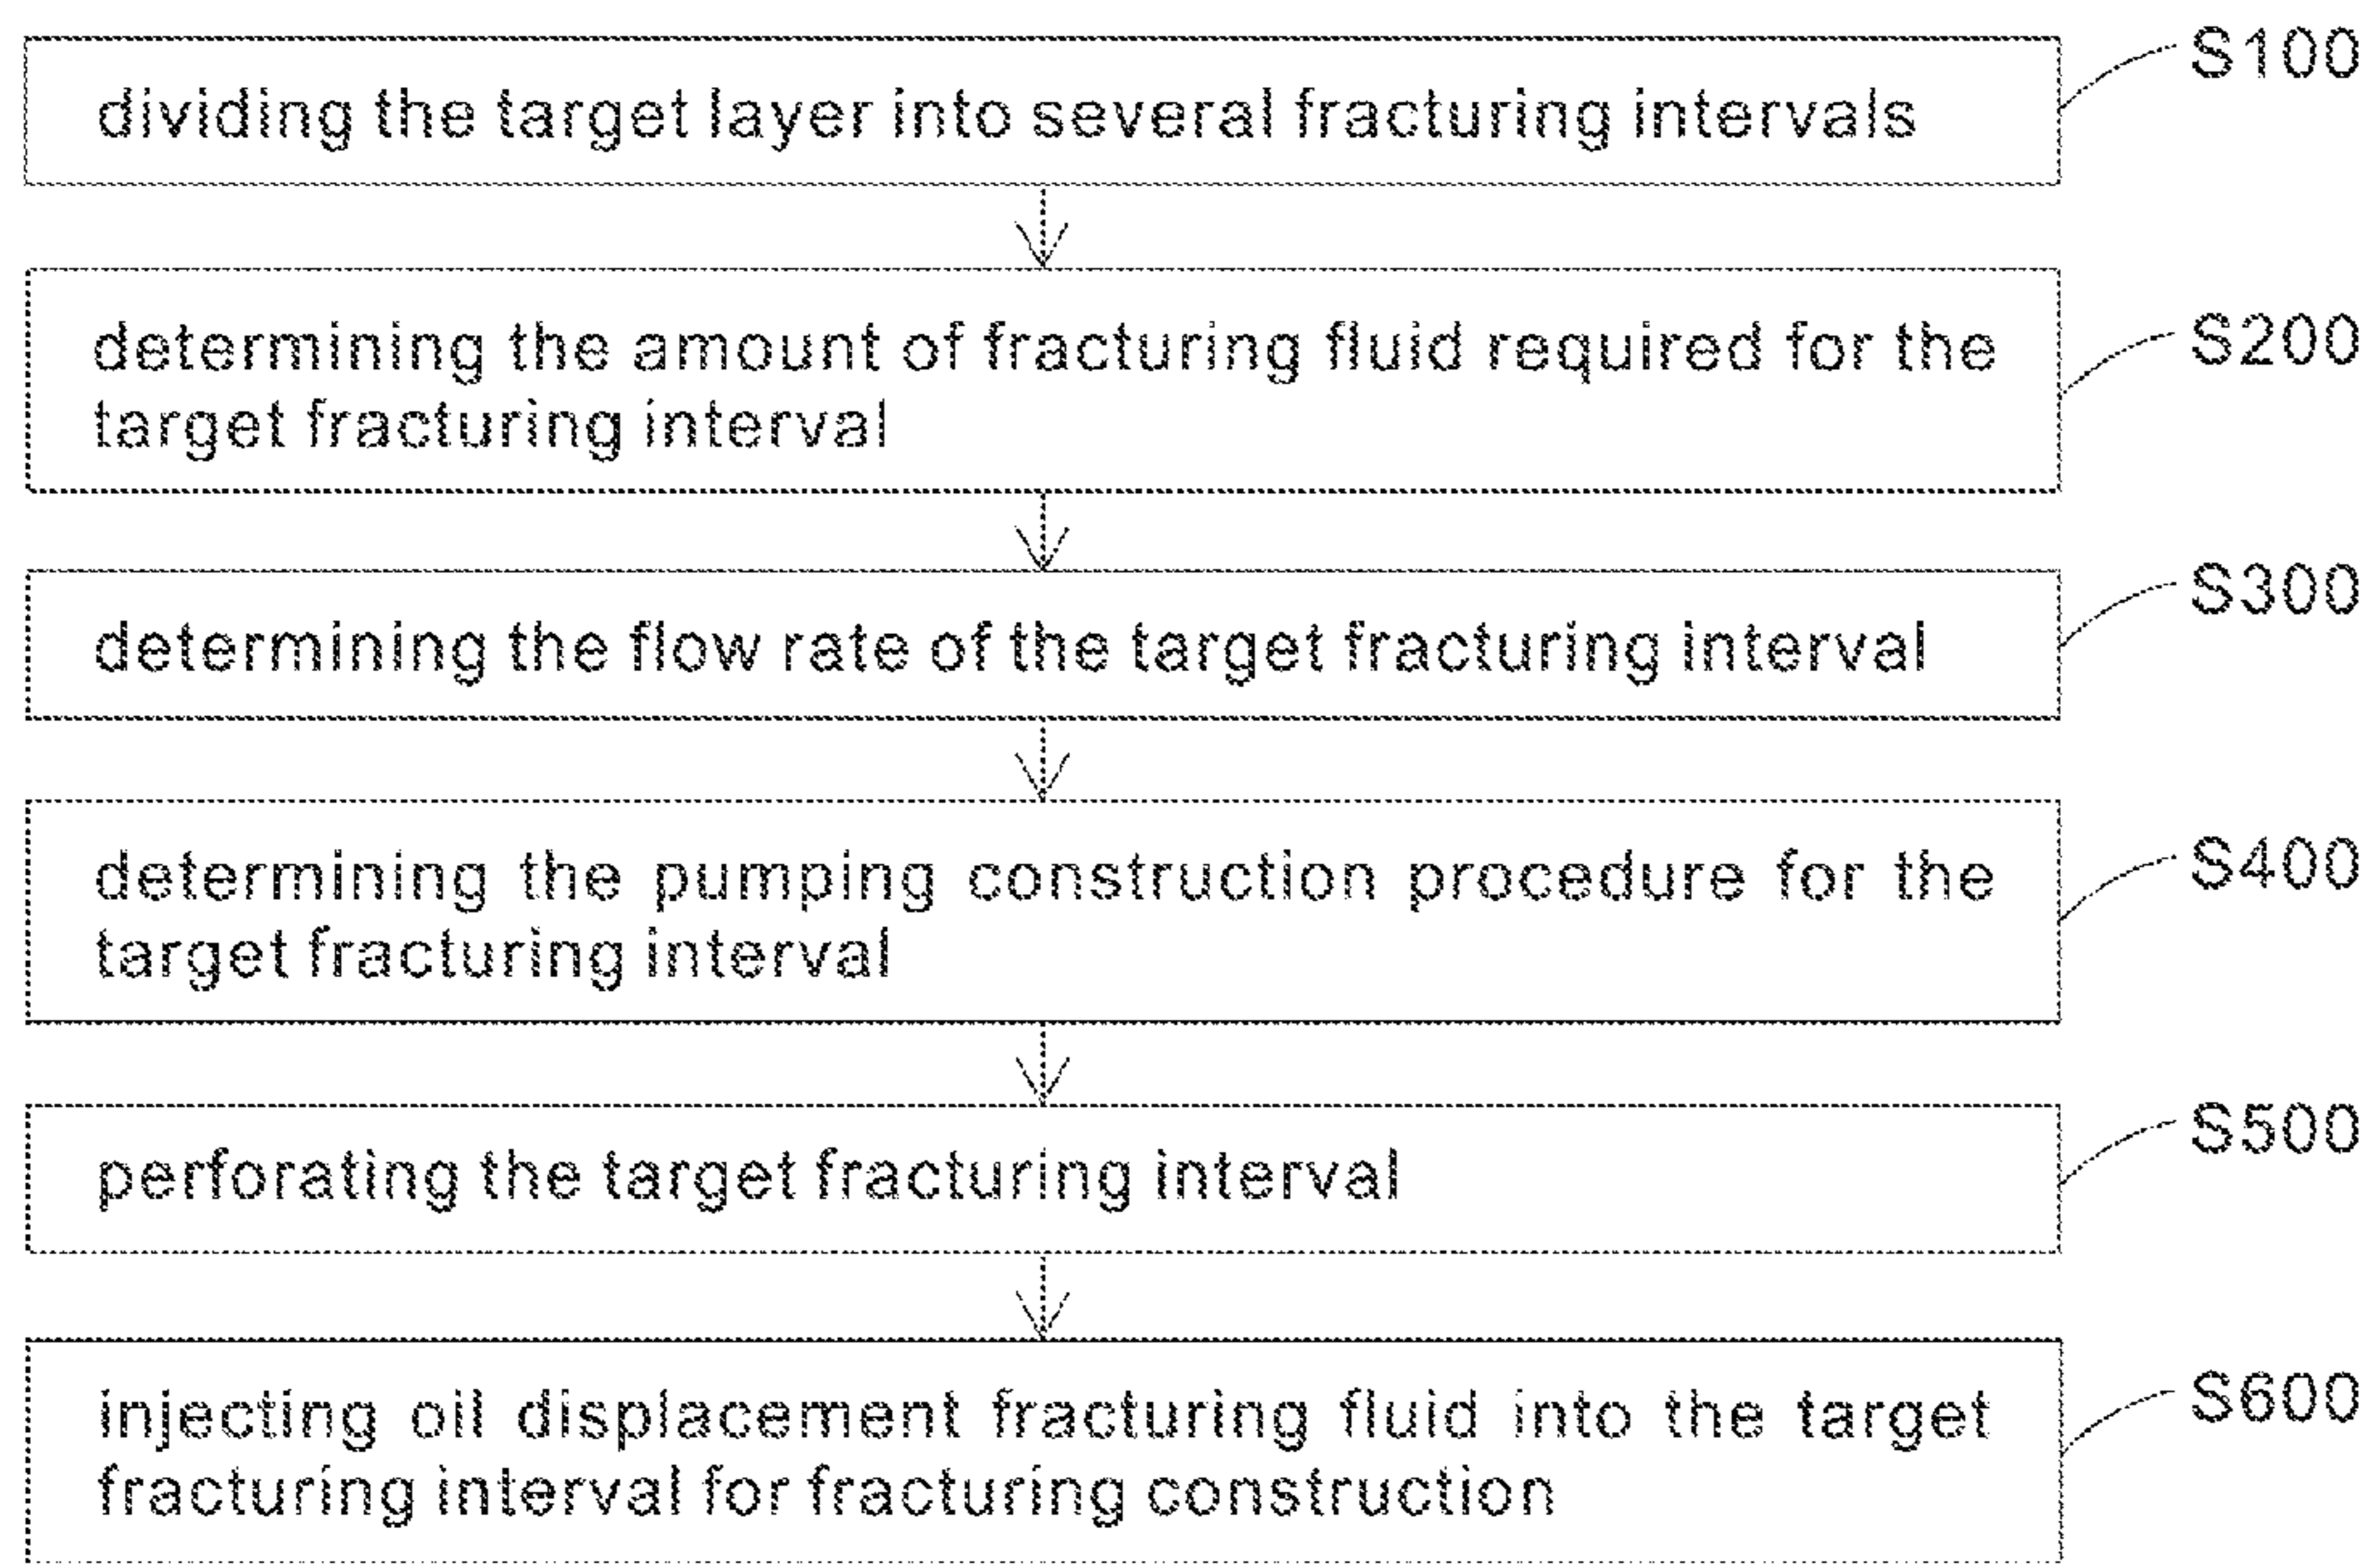 S100
dividing the target layer into several fracturing intervals
S200
determining the amount of fracturing fluid required for the
target fracturing interval
S300
determining the flow rate of the target fracturing interval
S400
determining the pumping construction procedure for the
target fracturing interval
S500
perforating the target fracturing interval
S600
injecting oil displacement fracturing fluid into the target
fracturing interval for fracturing construction